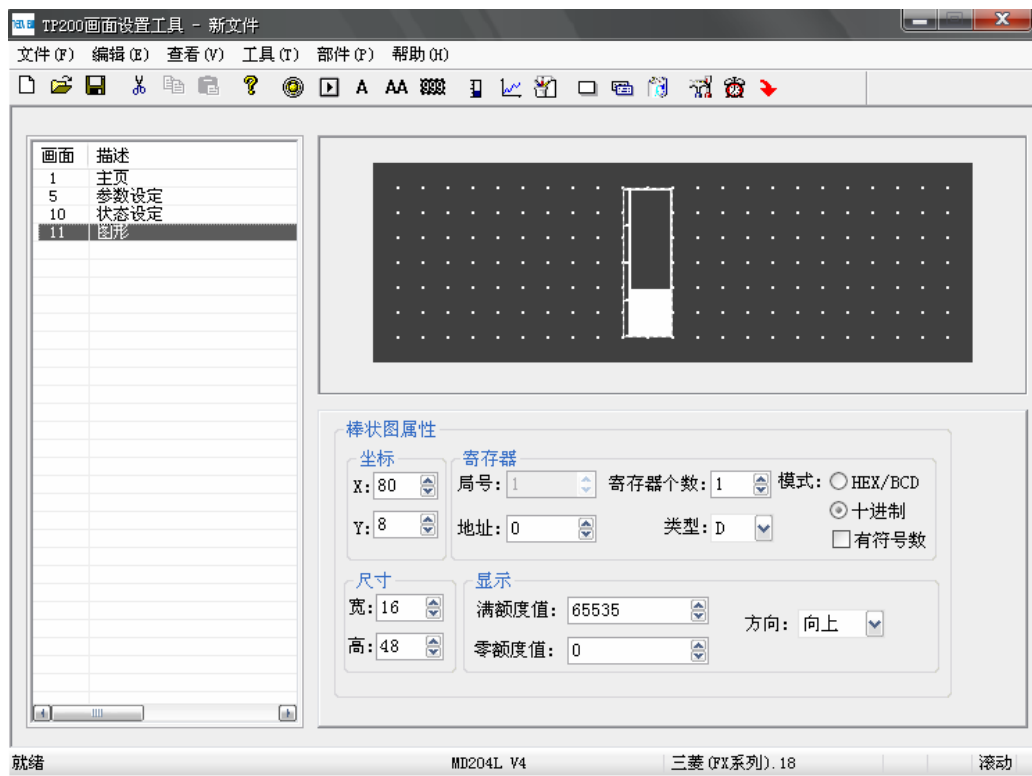 TP200画面设置工具 - 新文件
文件(F) 编辑(E) 查看(V) 工具(T) 部件(P) 帮助(H)
A AA
画面 描述
1 主页
5 参数设定
10 状态设定
11 图形
棒状图属性
坐标
X: 80
Y: 8
寄存器
局号: 1 寄存器个数: 1 模式: HEX/BCD
十进制
地址: 0 类型: D
有符号数
尺寸
宽: 16
高: 48
显示
满额度值: 65535
零额度值: 0
方向: 向上
就绪 MD204L V4 三菱(FX系列).18 滚动